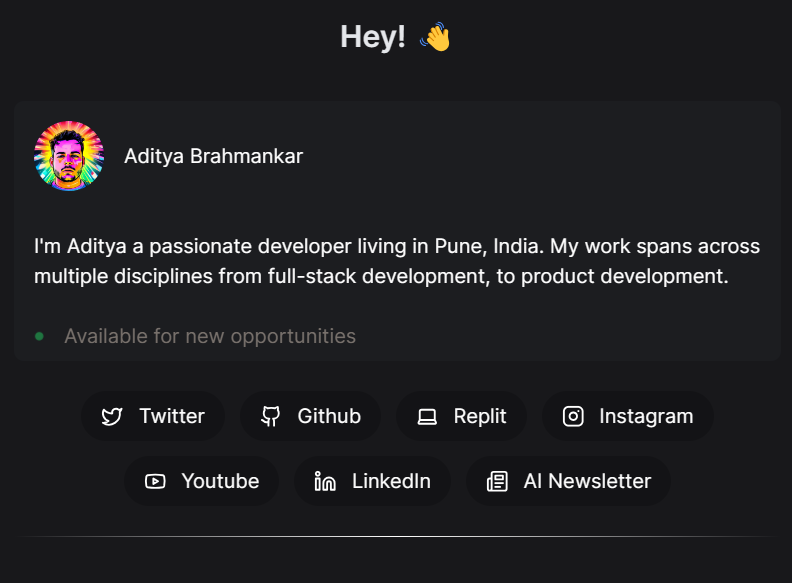 Hey! 👋
Aditya Brahmankar
I'm Aditya a passionate developer living in Pune, India. My work spans across
multiple disciplines from full-stack development, to product development.
Available for new opportunities
Twitter Github Replit Instagram
Youtube LinkedIn AI Newsletter